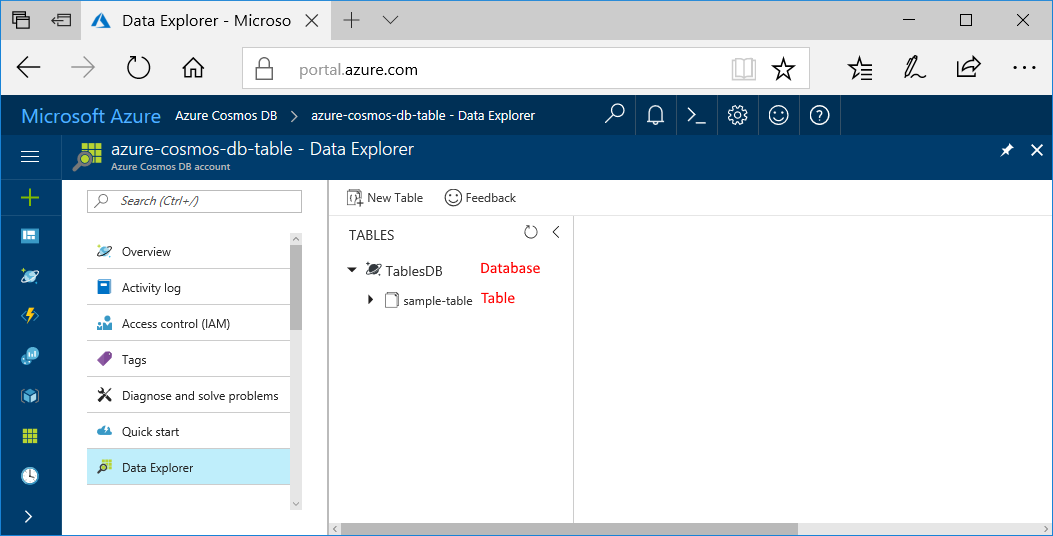 Data Explorer - Microso
portal.azure.com
Microsoft Azure Azure Cosmos DB > azure-cosmos-db-table - Data Explorer
azure-cosmos-db-table - Data Explorer
Azure Cosmos DB account
Search (Ctrl+/)
New Table Feedback
Overview
Activity log
Access control (IAM)
Tags
Diagnose and solve problems
Quick start
Data Explorer
TABLES
TablesDB Database
sample-table Table